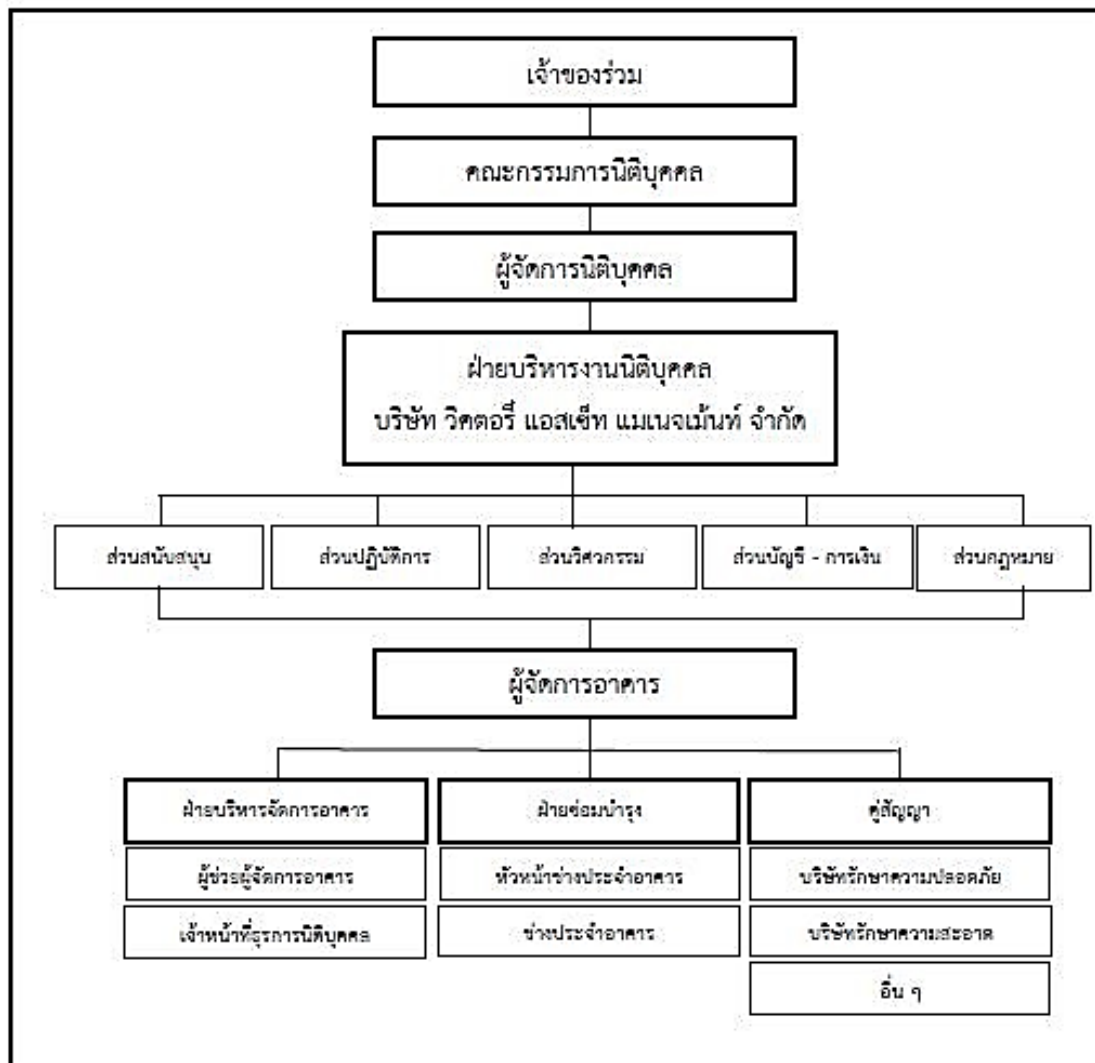 เจ้าของร่วม
คณะกรรมการนิติบุคคล
ผู้จัดการนิติบุคคล
ฝ่ายบริหารงานนิติบุคคล
บริษัท วิคตอรี่ แอสเซ็ท แมเนจเม้นท์ จำกัด
ส่วนสนับสนุน
ส่วนปฏิบัติการ
ส่วนวิศวกรรม
ส่วนบัญชี - การเงิน
ส่วนกฎหมาย
ผู้จัดการอาคาร
ฝ่ายบริหารจัดการอาคาร
ฝ่ายซ่อมบำรุง
คู่สัญญา
ผู้ช่วยผู้จัดการอาคาร
หัวหน้าช่างประจำอาคาร
บริษัทรักษาความปลอดภัย
เจ้าหน้าที่ธุรการนิติบุคคล
ช่างประจำอาคาร
บริษัทรักษาความสะอาด
อื่น ๆ